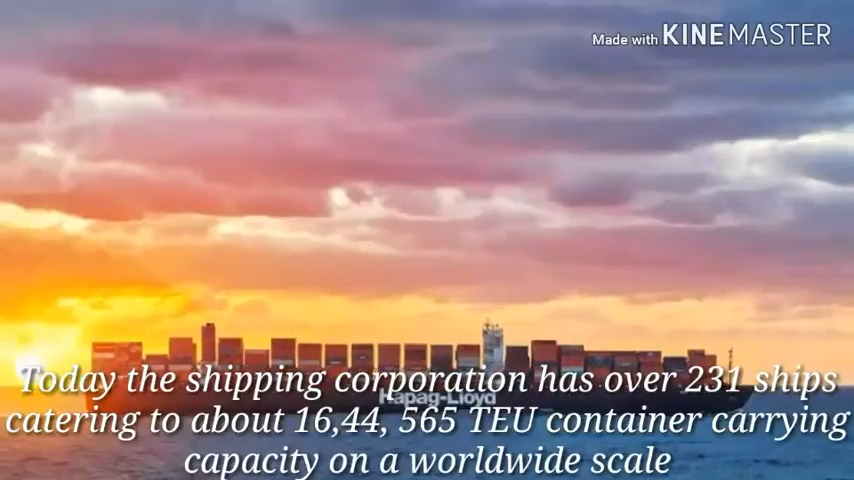 Made with KINEMASTER
Today the shipping corporation has over 231 ships
Hapag-Lloyd
catering to about 16,44, 565 TEU container carrying
capacity on a worldwide scale